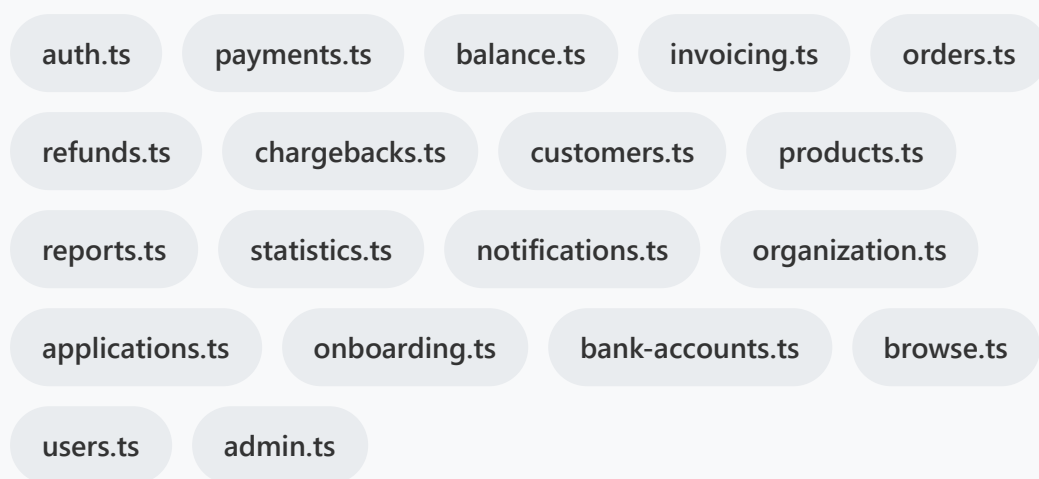 auth.ts payments.ts balance.ts invoicing.ts orders.ts
refunds.ts chargebacks.ts customers.ts products.ts
reports.ts statistics.ts notifications.ts organization.ts
applications.ts onboarding.ts bank-accounts.ts browse.ts
users.ts admin.ts